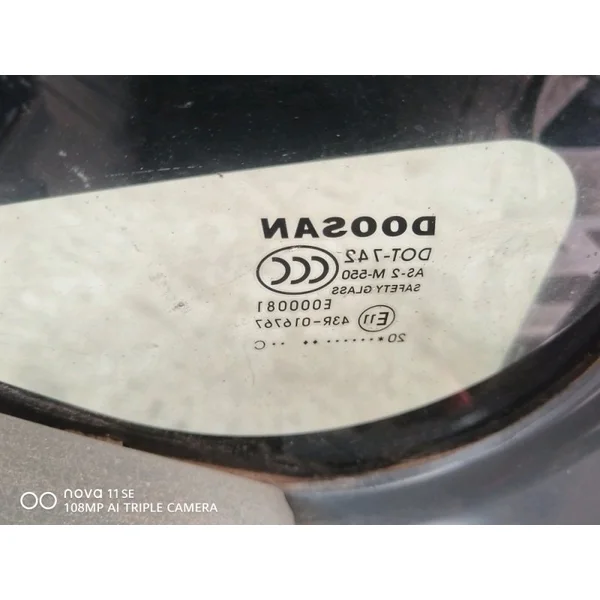 DOOSAN
DOT-742
CCC AS-2 M-550
SAFETY GLASS
E000081
E11 43R-016767
20•••••• •• ••C
nova 11 SE
108MP AI TRIPLE CAMERA